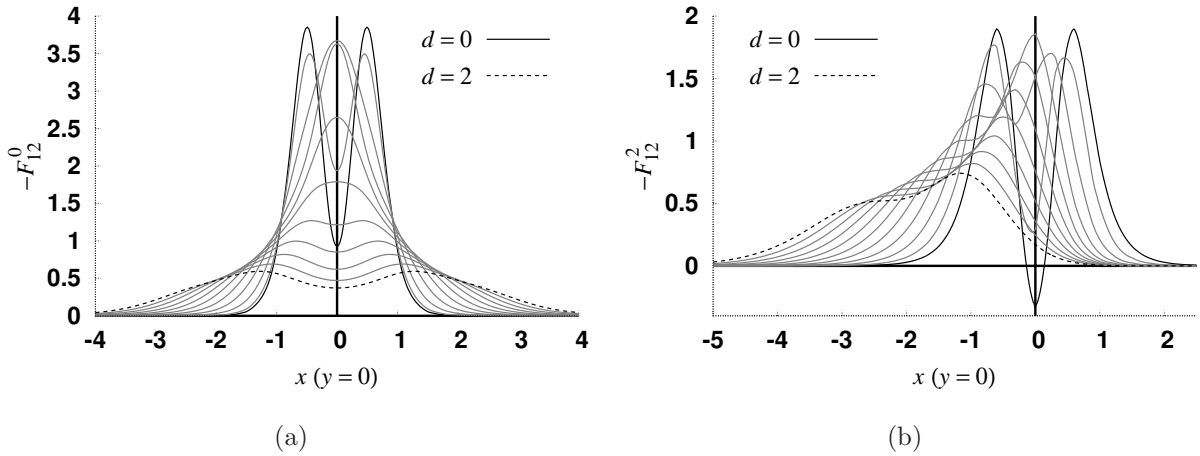 4
3.5
3
2.5
2
1.5
1
0.5
0
−F⁰₁₂
d = 0
d = 2
-4 -3 -2 -1 0 1 2 3 4
x (y = 0)
(a)
2
1.5
1
0.5
0
−F²₁₂
d = 0
d = 2
-5 -4 -3 -2 -1 0 1 2
x (y = 0)
(b)